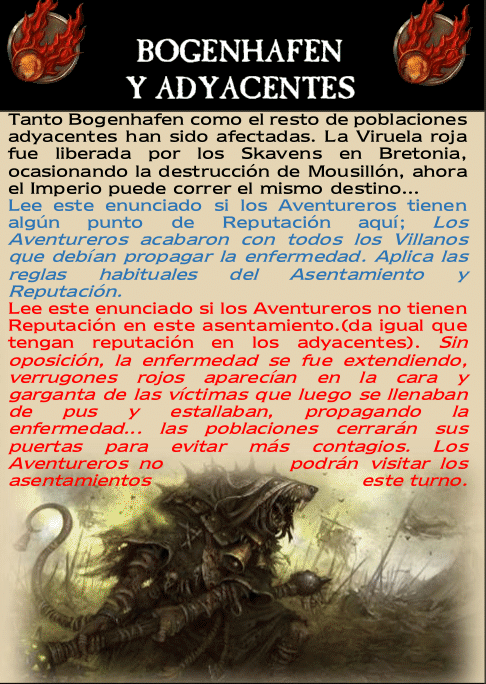 BOGENHAFEN
Y ADYACENTES
Tanto Bogenhafen como el resto de poblaciones
adyacentes han sido afectadas. La Viruela roja
fue liberada por los Skavens en Bretonia,
ocasionando la destrucción de Mousillón, ahora
el Imperio puede correr el mismo destino...
Lee este enunciado si los Aventureros tienen
algún punto de Reputación aquí; Los
Aventureros acabaron con todos los Villanos
que debían propagar la enfermedad. Aplica las
reglas habituales del Asentamiento y
Reputación.
Lee este enunciado si los Aventureros no tienen
Reputación en este asentamiento.(da igual que
tengan reputación en los adyacentes). Sin
oposición, la enfermedad se fue extendiendo,
verrugones rojos aparecían en la cara y
garganta de las víctimas que luego se llenaban
de pus y estallaban, propagando la
enfermedad... las poblaciones cerrarán sus
puertas para evitar más contagios. Los
Aventureros no podrán visitar los
asentamientos este turno.